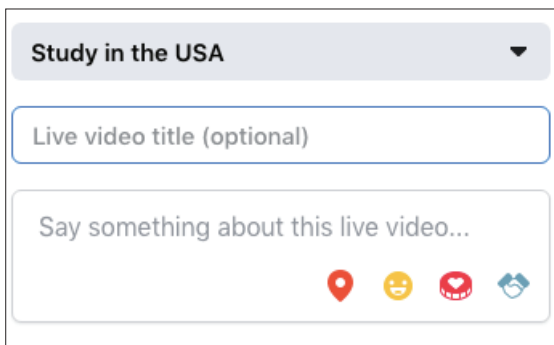 Study in the USA
Live video title (optional)
Say something about this live video...